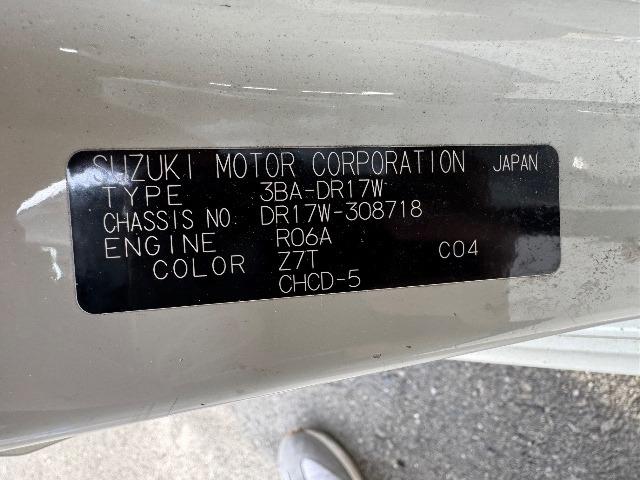 SUZUKI MOTOR CORPORATION JAPAN
TYPE 3BA-DR17W
CHASSIS NO. DR17W-308718
ENGINE R06A
COLOR Z7T C04
CHCD-5